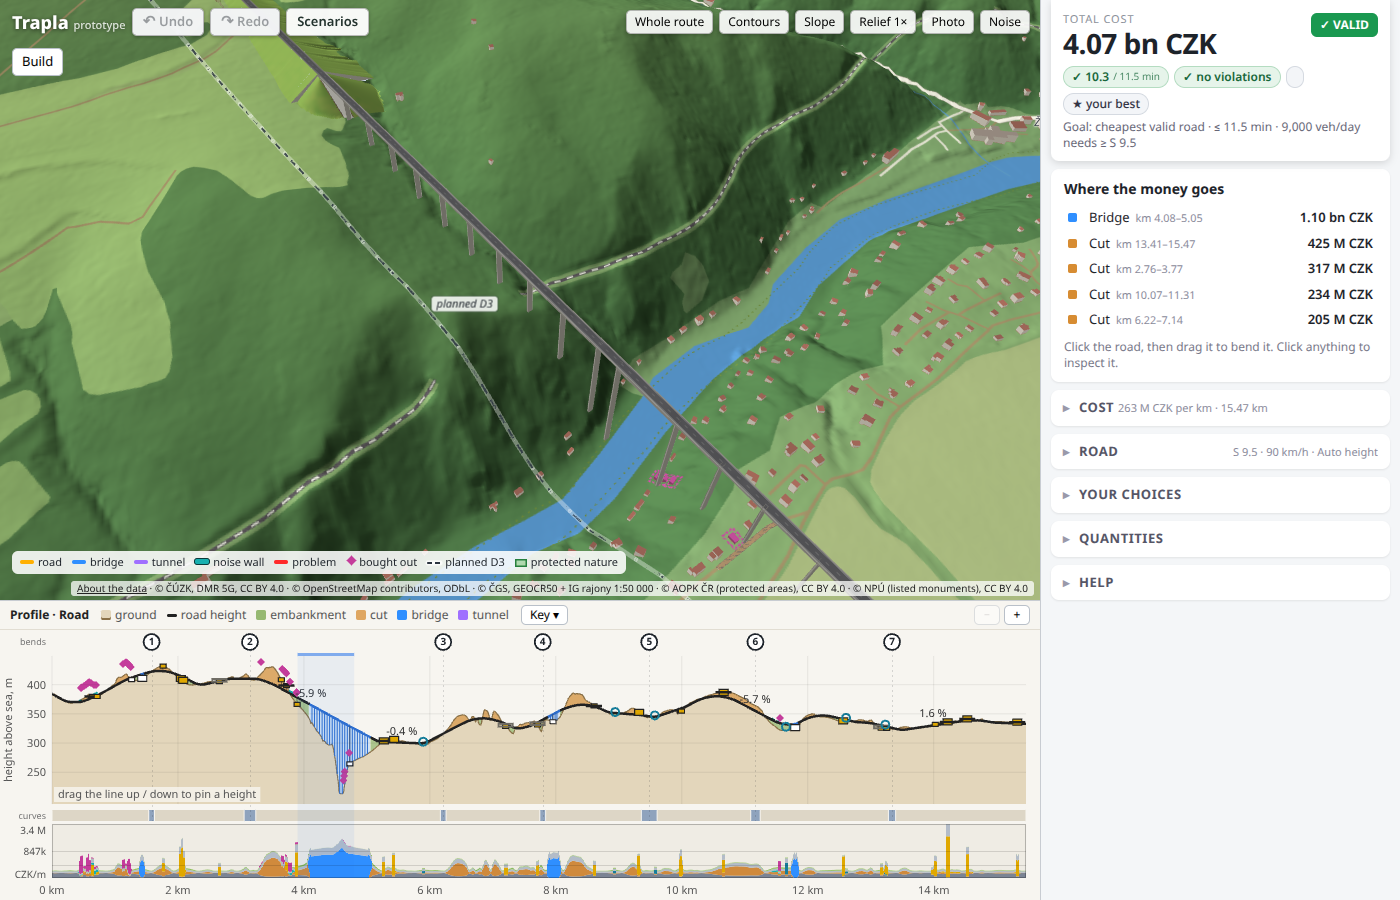 Trapla prototype
↶ Undo
↷ Redo
Scenarios
Whole route
Contours
Slope
Relief 1×
Photo
Noise
Build
planned D3
road
bridge
tunnel
noise wall
problem
bought out
planned D3
protected nature
About the data · © ČÚZK, DMR 5G, CC BY 4.0 · © OpenStreetMap contributors, ODbL · © ČGS, GEOCR50 + IG rajony 1:50 000 · © AOPK ČR (protected areas), CC BY 4.0 · © NPÚ (listed monuments), CC BY 4.0
TOTAL COST
✓ VALID
4.07 bn CZK
✓ 10.3 / 11.5 min
✓ no violations
★ your best
Goal: cheapest valid road · ≤ 11.5 min · 9,000 veh/day
needs ≥ S 9.5
Where the money goes
Bridge km 4.08–5.05 1.10 bn CZK
Cut km 13.41–15.47 425 M CZK
Cut km 2.76–3.77 317 M CZK
Cut km 10.07–11.31 234 M CZK
Cut km 6.22–7.14 205 M CZK
Click the road, then drag it to bend it. Click anything to
inspect it.
▶ COST 263 M CZK per km · 15.47 km
▶ ROAD S 9.5 · 90 km/h · Auto height
▶ YOUR CHOICES
▶ QUANTITIES
▶ HELP
Profile · Road
ground
road height
embankment
cut
bridge
tunnel
Key ▾
−
+
bends
1
2
3
4
5
6
7
height above sea, m
400
350
300
250
5.9 %
-0.4 %
5.7 %
1.6 %
drag the line up / down to pin a height
curves
3.4 M
847k
CZK/m
0 km
2 km
4 km
6 km
8 km
10 km
12 km
14 km